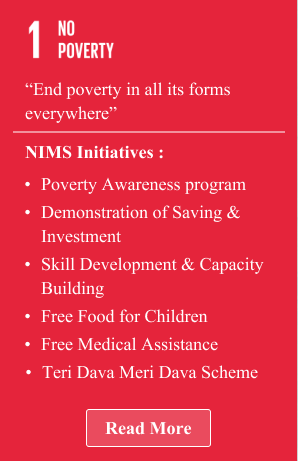 1 NO
POVERTY
“End poverty in all its forms
everywhere”
NIMS Initiatives :
• Poverty Awareness program
• Demonstration of Saving &
Investment
• Skill Development & Capacity
Building
• Free Food for Children
• Free Medical Assistance
• Teri Dava Meri Dava Scheme
Read More